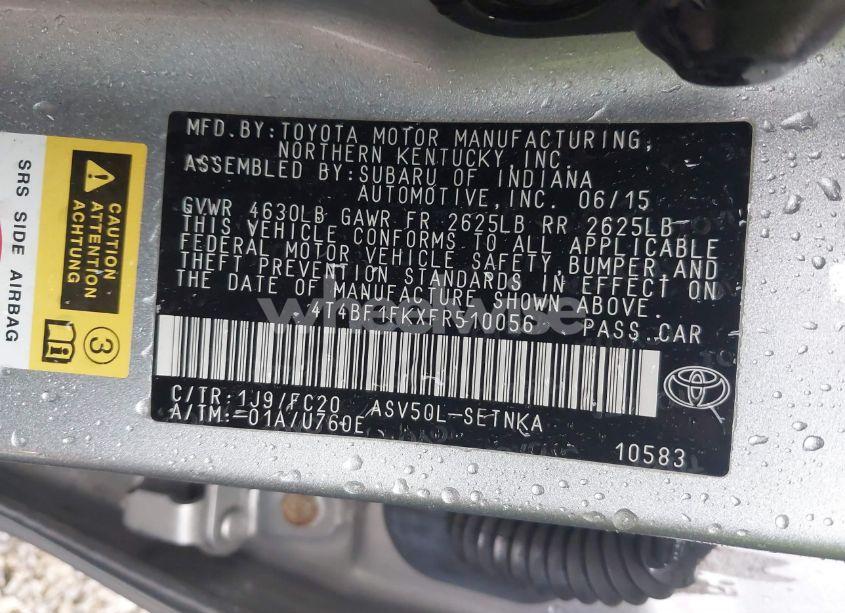 MFD.BY:TOYOTA MOTOR MANUFACTURING,
NORTHERN KENTUCKY,INC.
ASSEMBLED BY:SUBARU OF INDIANA
AUTOMOTIVE,INC. 06/15
GVWR 4630LB GAWR FR 2625LB RR 2625LB
THIS VEHICLE CONFORMS TO ALL APPLICABLE
FEDERAL MOTOR VEHICLE SAFETY,BUMPER,AND
THEFT PREVENTION STANDARDS IN EFFECT ON
THE DATE OF MANUFACTURE SHOWN ABOVE.
4T4BF1FKXFR510056 PASS.CAR
C/TR:1J9/FC20 ASV50L-SETNKA
A/TM:-01A/U760E
10583
SRS SIDE AIRBAG
CAUTION
ATTENTION
ACHTUNG
3
wheelwise